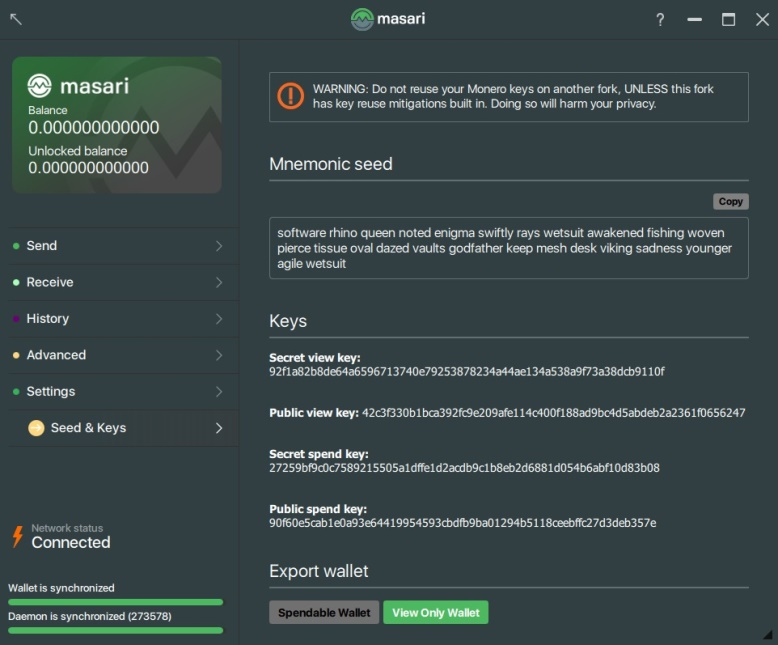 masari
?
masari
Balance
0.000000000000
Unlocked balance
0.000000000000
Send
Receive
History
Advanced
Settings
Seed & Keys
Network status
Connected
Wallet is synchronized
Daemon is synchronized (273578)
WARNING: Do not reuse your Monero keys on another fork, UNLESS this fork
has key reuse mitigations built in. Doing so will harm your privacy.
Mnemonic seed
Copy
software rhino queen noted enigma swiftly rays wetsuit awakened fishing woven
pierce tissue oval dazed vaults godfather keep mesh desk viking sadness younger
agile wetsuit
Keys
Secret view key:
92f1a82b8de64a6596713740e79253878234a44ae134a538a9f73a38dcb9110f
Public view key: 42c3f330b1bca392fc9e209afe114c400f188ad9bc4d5abdeb2a2361f0656247
Secret spend key:
27259bf9c0c7589215505a1dffe1d2acdb9c1b8eb2d6881d054b6abf10d83b08
Public spend key:
90f60e5cab1e0a93e64419954593cbdfb9ba01294b5118ceebffc27d3deb357e
Export wallet
Spendable Wallet
View Only Wallet